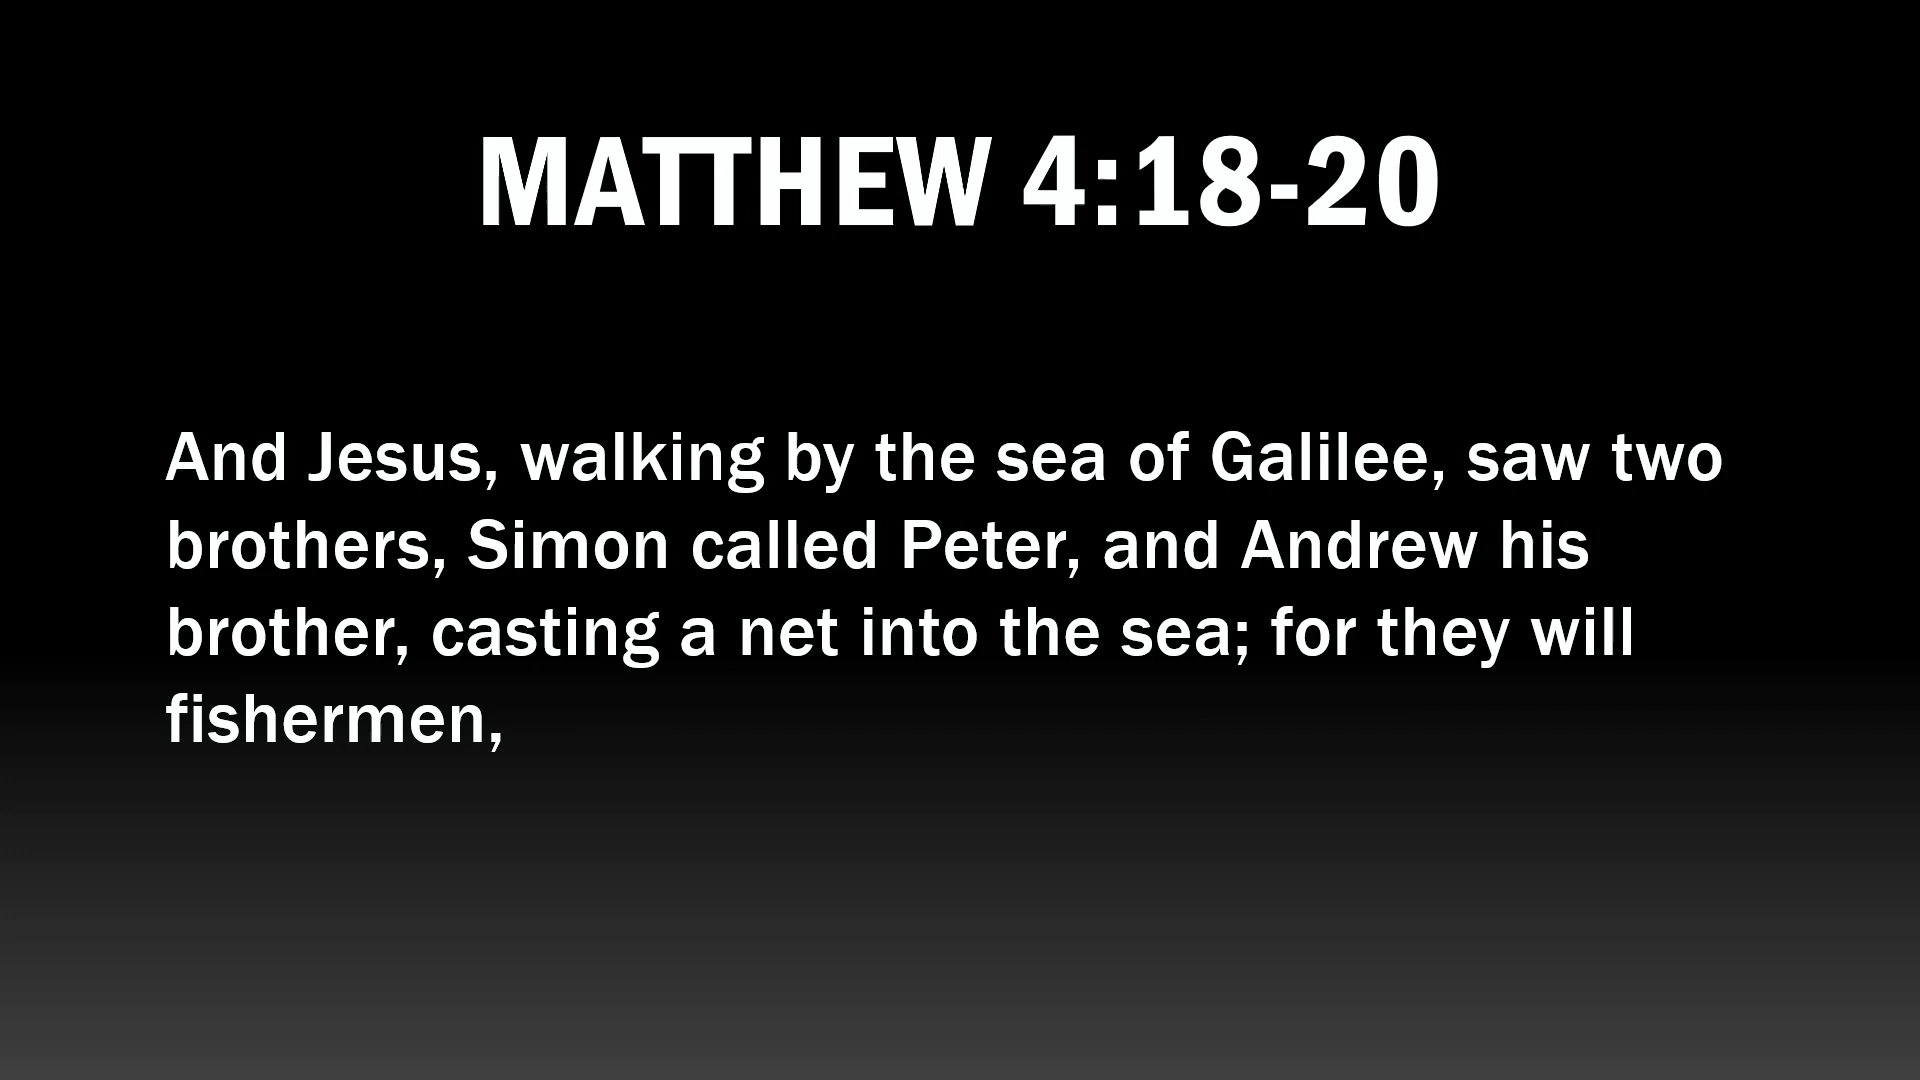 MATTHEW 4:18-20
And Jesus, walking by the sea of Galilee, saw two
brothers, Simon called Peter, and Andrew his
brother, casting a net into the sea; for they will
fishermen,